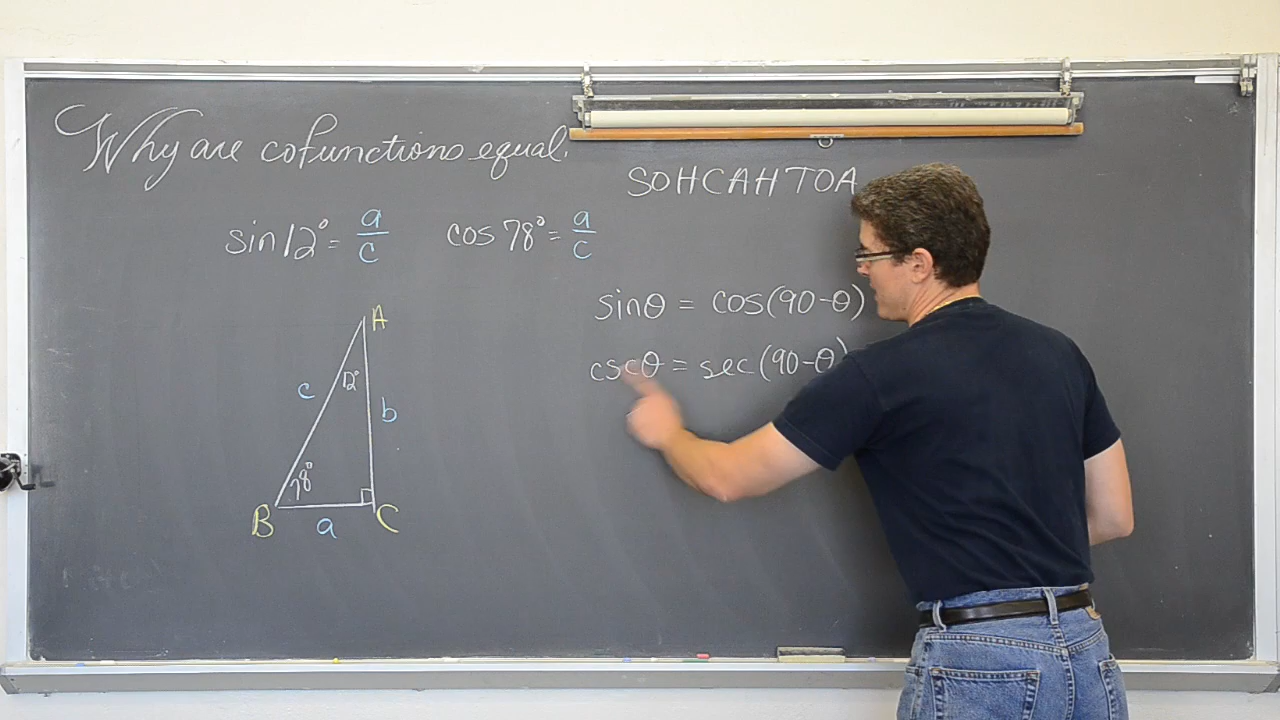 Why are cofunctions equal.
SOHCAHTOA
sin 12° = a/c
cos 78° = a/c
sinθ = cos(90-θ)
cscθ = sec(90-θ)
A
12°
c
b
78°
B
a
C